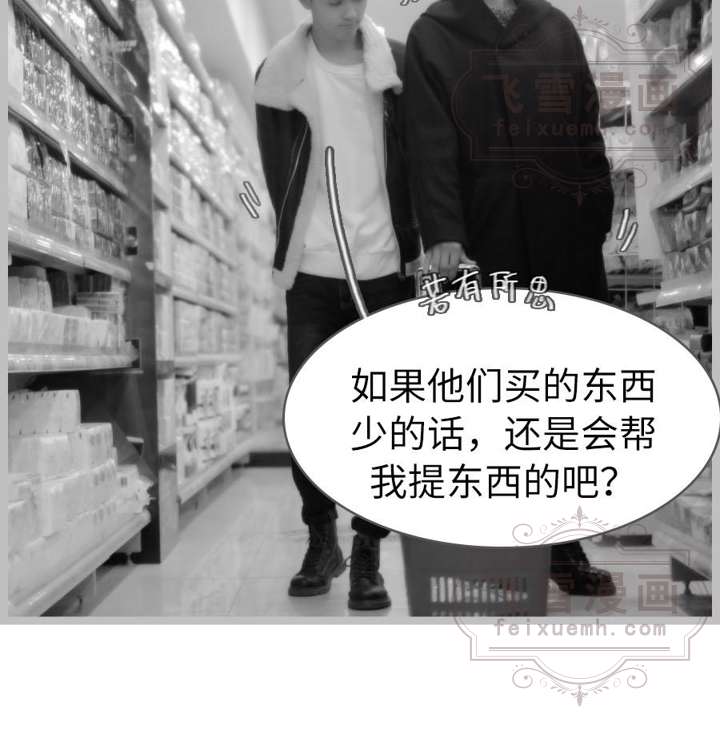 飞雪漫画
feixuemh.com
若有所思
如果他们买的东西
少的话，还是会帮
我提东西的吧？
飞雪漫画
feixuemh.com